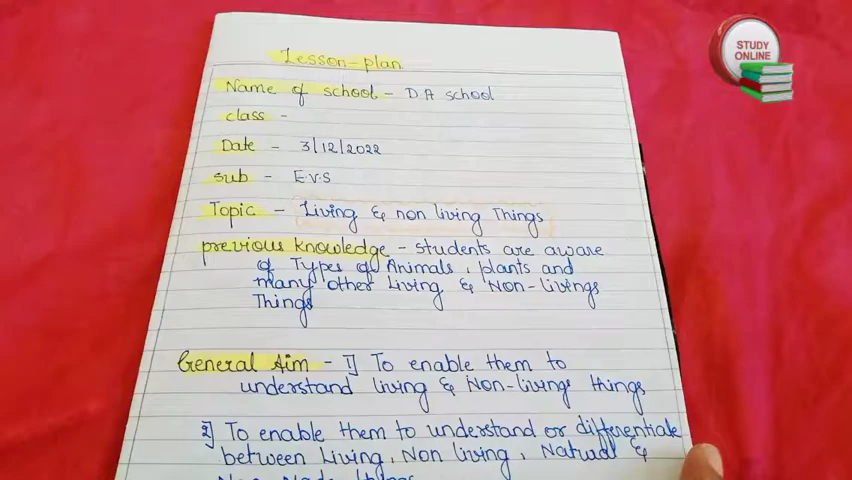 STUDY
ONLINE
Lesson-plan
Name of school - D.A school
class -
Date - 3/12/2022
sub - E.V.S
Topic - Living & non living Things
previous knowledge - students are aware
of Types of Animals, plants and
many other Living & Non-livings
Things
General Aim - 1] To enable them to
understand living & Non-livings things
2] To enable them to understand or differentiate
between Living, Non living, Natural &
things